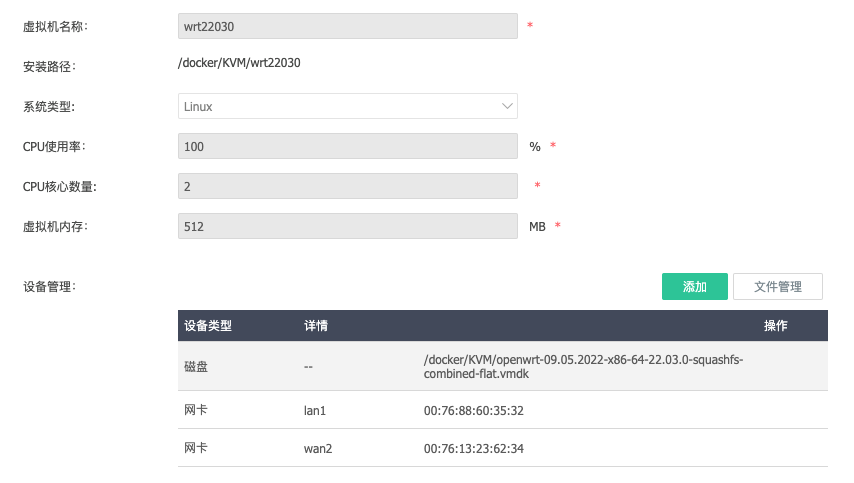 虚拟机名称： wrt22030 *
安装路径： /docker/KVM/wrt22030
系统类型： Linux
CPU使用率： 100 % *
CPU核心数量： 2 *
虚拟机内存： 512 MB *
设备管理： 添加 文件管理
设备类型 详情 操作
磁盘 -- /docker/KVM/openwrt-09.05.2022-x86-64-22.03.0-squashfs-
combined-flat.vmdk
网卡 lan1 00:76:88:60:35:32
网卡 wan2 00:76:13:23:62:34